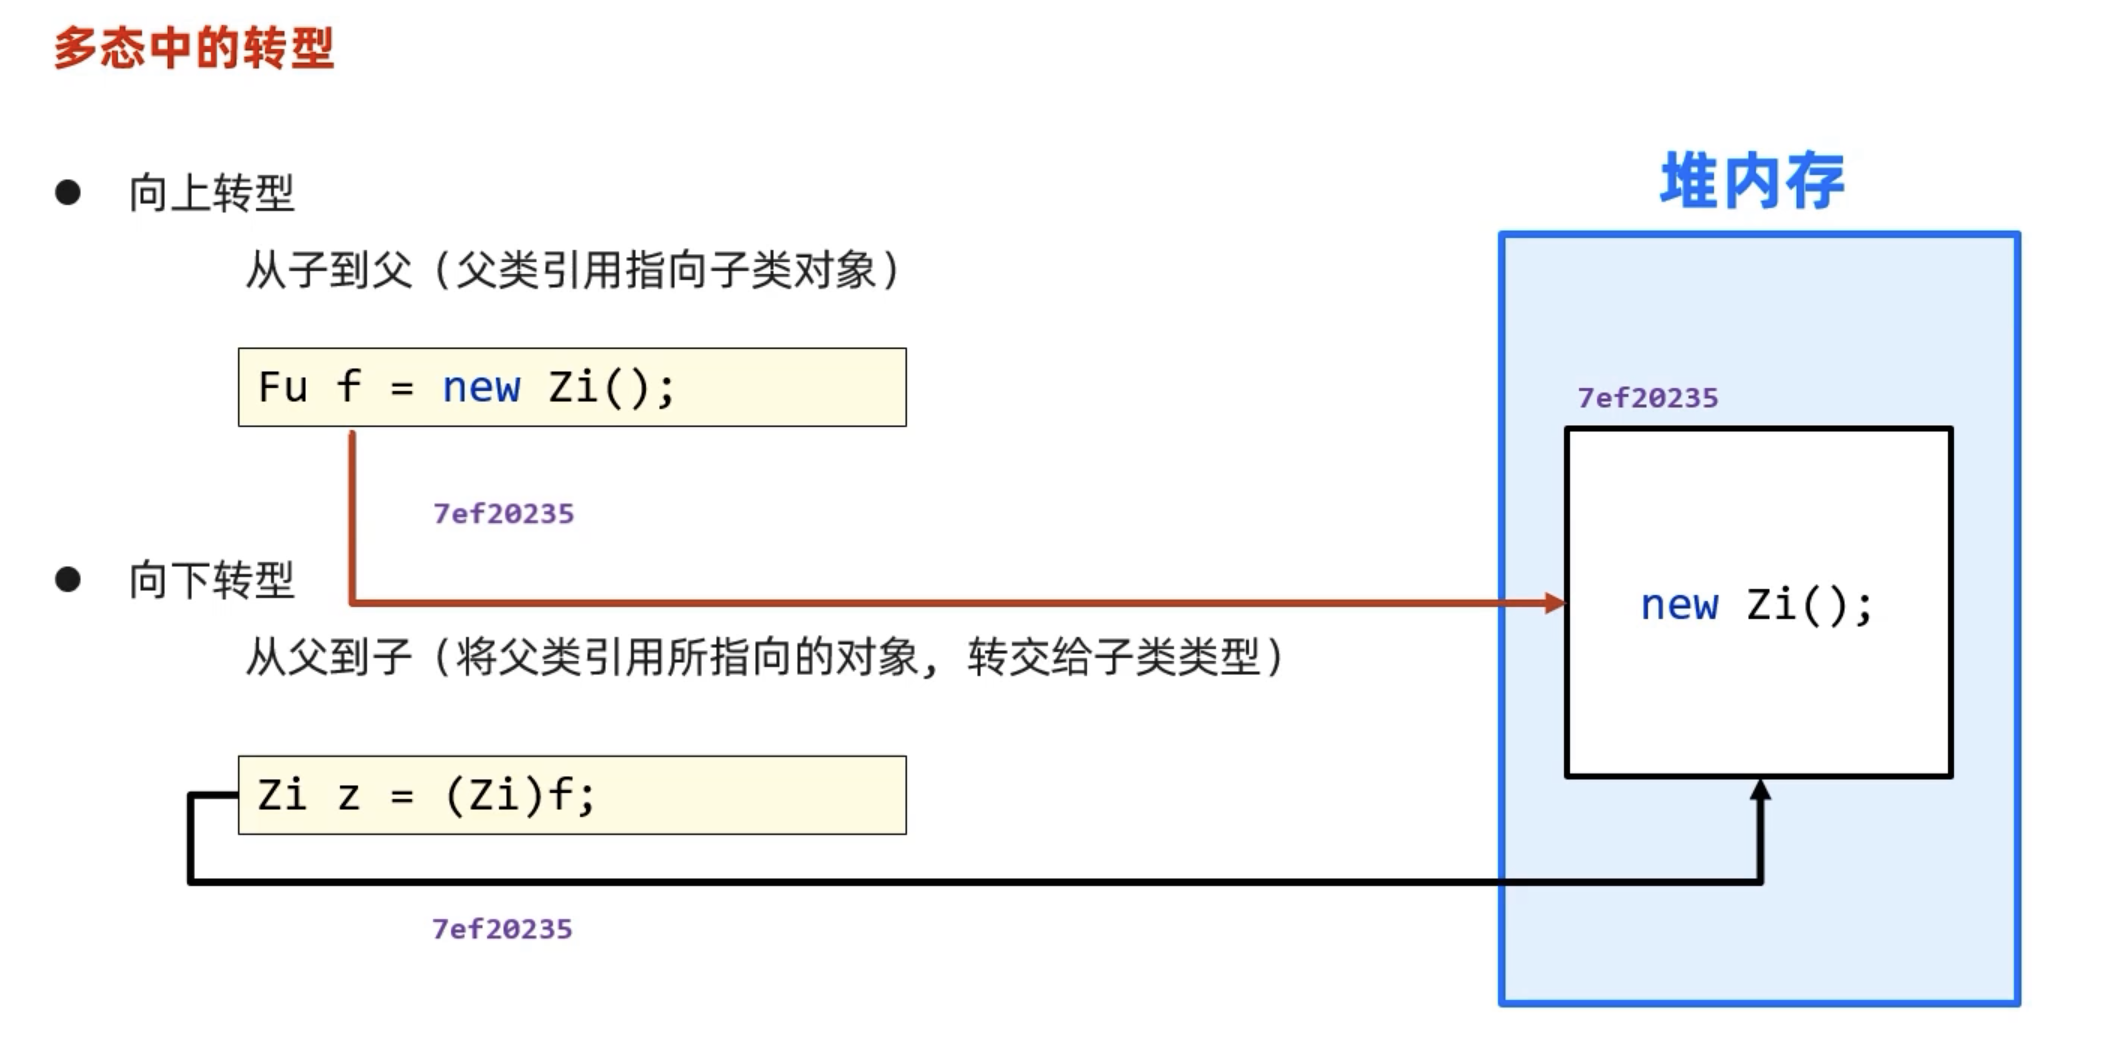 多态中的转型
向上转型
从子到父（父类引用指向子类对象）
Fu f = new Zi();
7ef20235
向下转型
从父到子（将父类引用所指向的对象，转交给子类类型）
Zi z = (Zi)f;
7ef20235
堆内存
7ef20235
new Zi();